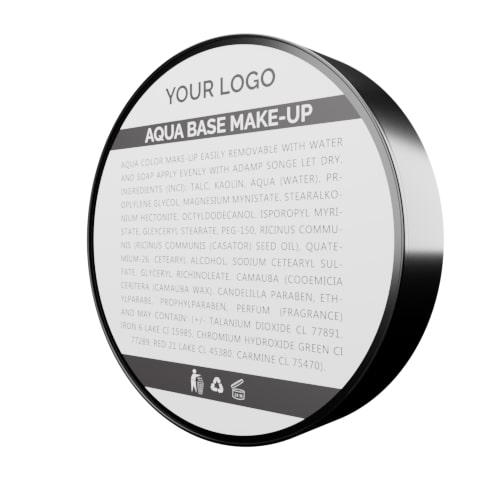 YOUR LOGO
AQUA BASE MAKE-UP
AQUA COLOR MAKE-UP EASILY REMOVABLE WITH WATER
AND SOAP APPLY EVENLY WITH ADAMP SONGE LET DRY.
INGREDIENTS (INCI): TALC, KAOLIN, AQUA (WATER), PR-
OPYLENE GLYCOL, MAGNESIUM MYNISTATE, STEARALKO-
NIUM HECTONITE, OCTYLDODECANOL, ISOPOROPYL MYRI-
STATE, GLYCERYL STEARATE, PEG-150, RICINUS COMMU-
NIS (RICINUS COMMUNIS (CASATOR) SEED OIL), QUATE-
MIUM-26, CETEARYL ALCOHOL, SODIUM CETEARYL SUL-
FATE, GLYCERYL RICHINOLEATE, CAMAUBA (COOEMICIA
CERITERA (CAMAUBA WAX), CANDELILLA PARABEN, ETH-
YLPARABE, PROPHYLPARABEN, PERFUM (FRAGRANCE)
AND MAY CONTAIN: (+/- TALANIUM DIOXIDE CL 77891,
IRON 6 LAKE CI 15985, CHROMIUM HYDROXIDE GREEN CI
77289, RED 21 LAKE CL 45380, CARMINE CL 75470).